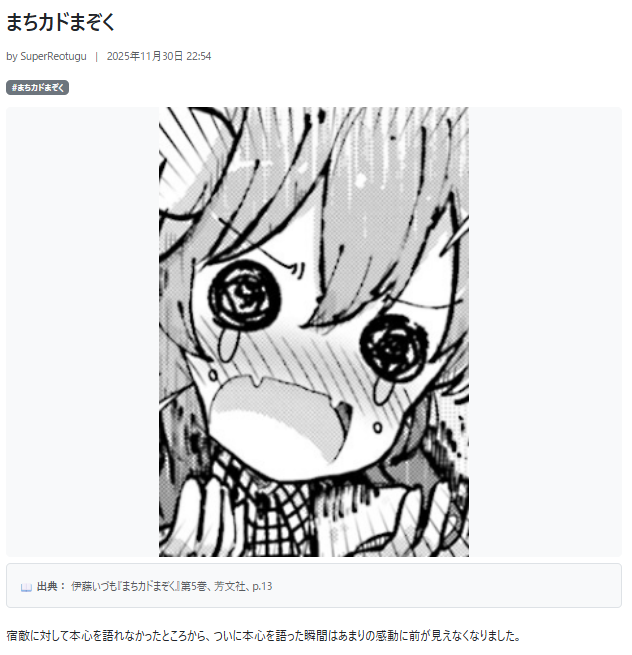 まちカドまぞく
by SuperReotugu | 2025年11月30日 22:54
#まちカドまぞく
📖 出典： 伊藤いづも『まちカドまぞく』第5巻、芳文社、p.13
宿敵に対して本心を語れなかったところから、ついに本心を語った瞬間はあまりの感動に前が見えなくなりました。